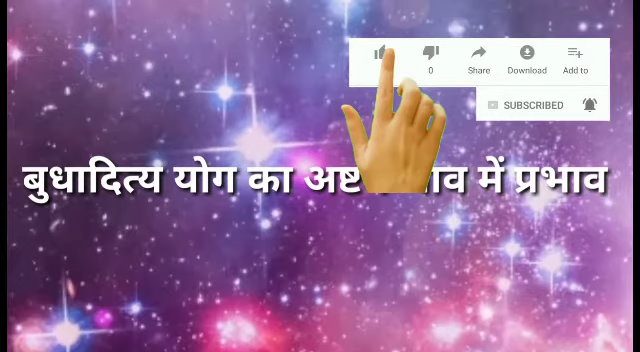 0 Share Download Add to
SUBSCRIBED
बुधादित्य योग का में प्रभाव